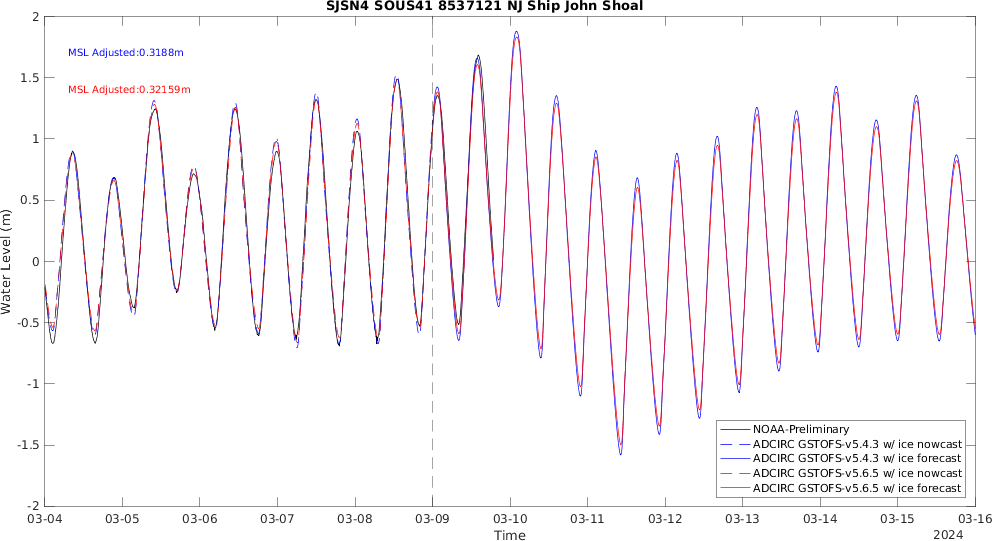 SJSN4 SOUS41 8537121 NJ Ship John Shoal
MSL Adjusted:0.3188m
MSL Adjusted:0.32159m
Water Level (m)
2
1.5
1
0.5
0
-0.5
-1
-1.5
-2
NOAA-Preliminary
ADCIRC GSTOFS-v5.4.3 w/ ice nowcast
ADCIRC GSTOFS-v5.4.3 w/ ice forecast
ADCIRC GSTOFS-v5.6.5 w/ ice nowcast
ADCIRC GSTOFS-v5.6.5 w/ ice forecast
03-04 03-05 03-06 03-07 03-08 03-09 03-10 03-11 03-12 03-13 03-14 03-15 03-16
Time
2024